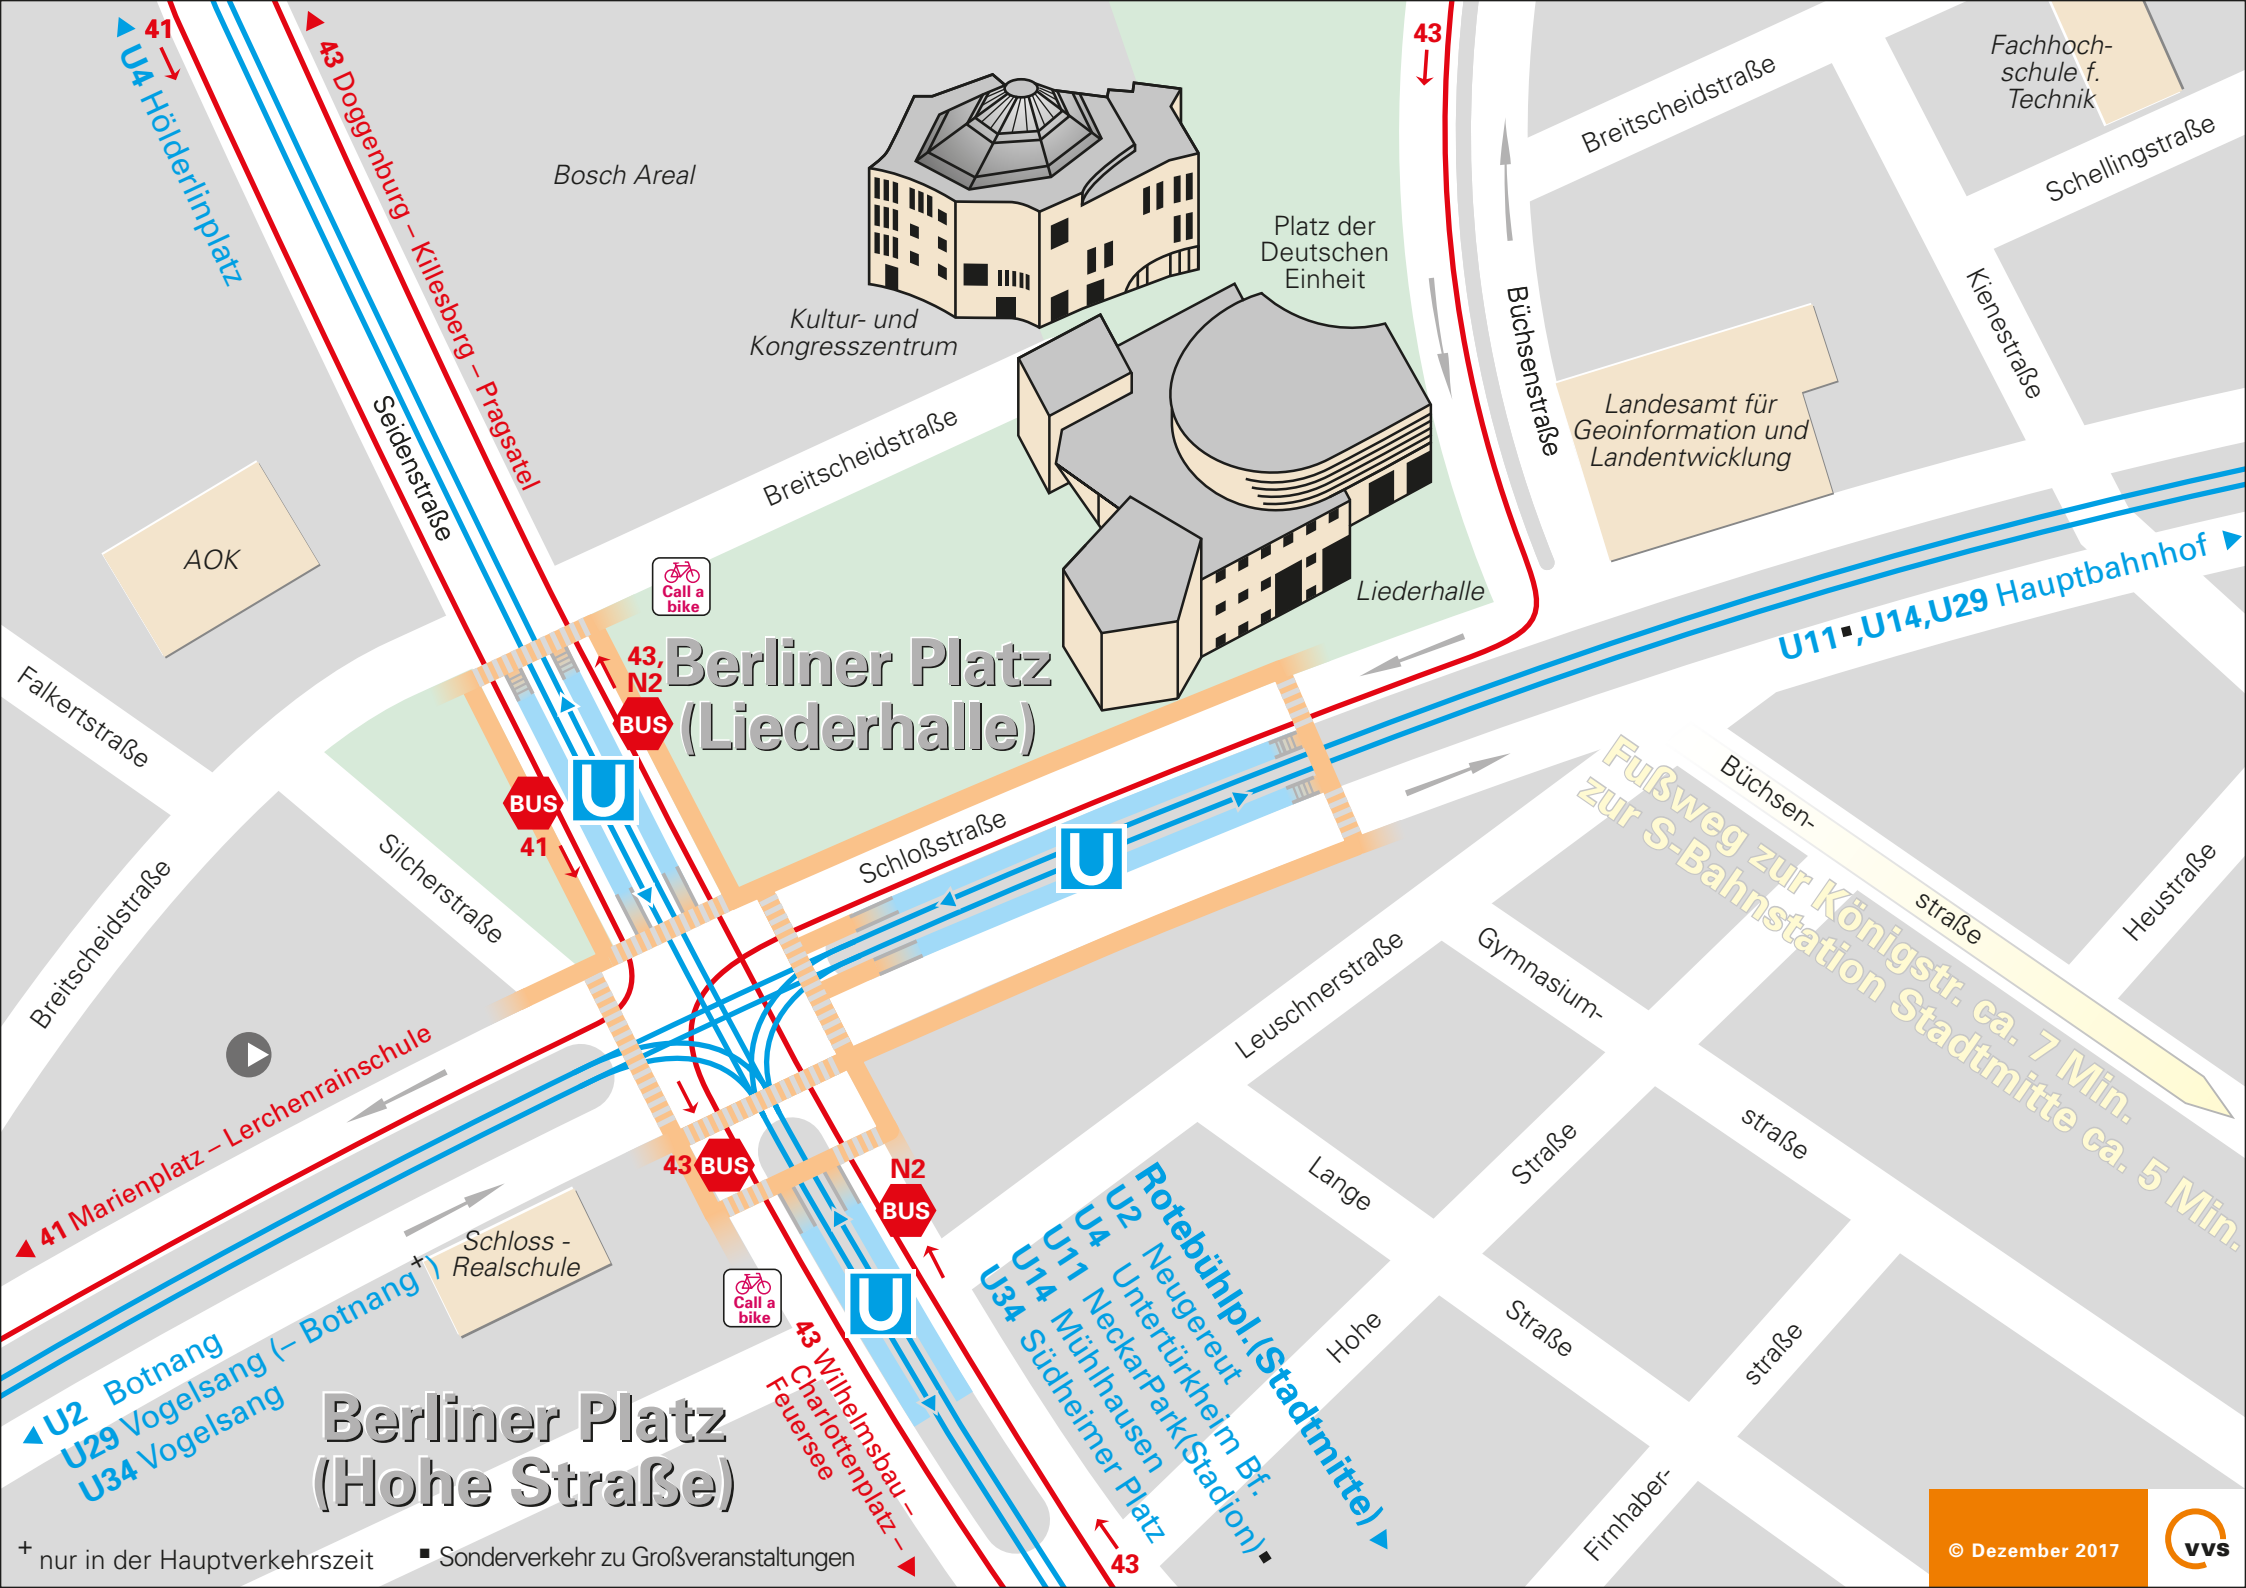 41
43
U4 Hölderlinplatz
43 Doggenburg – Killesberg – Pragsatel
Bosch Areal
Kultur- und
Kongresszentrum
Platz der
Deutschen
Einheit
Breitscheidstraße
Fachhoch-
schule f.
Technik
Schellingstraße
Kienestraße
Büchsenstraße
Landesamt für
Geoinformation und
Landentwicklung
Seidenstraße
Breitscheidstraße
AOK
Call a
bike
Liederhalle
U11▪,U14,U29 Hauptbahnhof
43,
N2
BUS
Berliner Platz
(Liederhalle)
Falkertstraße
BUS
41
U
Schloßstraße
U
Silcherstraße
Breitscheidstraße
Büchsen-
straße
Fußweg zur Königstr. ca. 7 Min.
zur S-Bahnstation Stadtmitte ca. 5 Min.
Heustraße
Leuschnerstraße
Gymnasium-
straße
41 Marienplatz – Lerchenrainschule
43 BUS
N2
BUS
Schloss -
Realschule
Lange
Straße
Hohe
Straße
Firnhaber-
straße
Call a
bike
U
43 Wilhelmsbau –
Charlottenplatz –
Feuersee
Rotebühlpl.(Stadtmitte)
U2 Neugereut
U4 Untertürkheim Bf.
U11 NeckarPark(Stadion)▪
U14 Mühlhausen
U34 Südheimer Platz
U2 Botnang
U29 Vogelsang (– Botnang+)
U34 Vogelsang
Berliner Platz
(Hohe Straße)
43
+ nur in der Hauptverkehrszeit
▪ Sonderverkehr zu Großveranstaltungen
© Dezember 2017
vvs